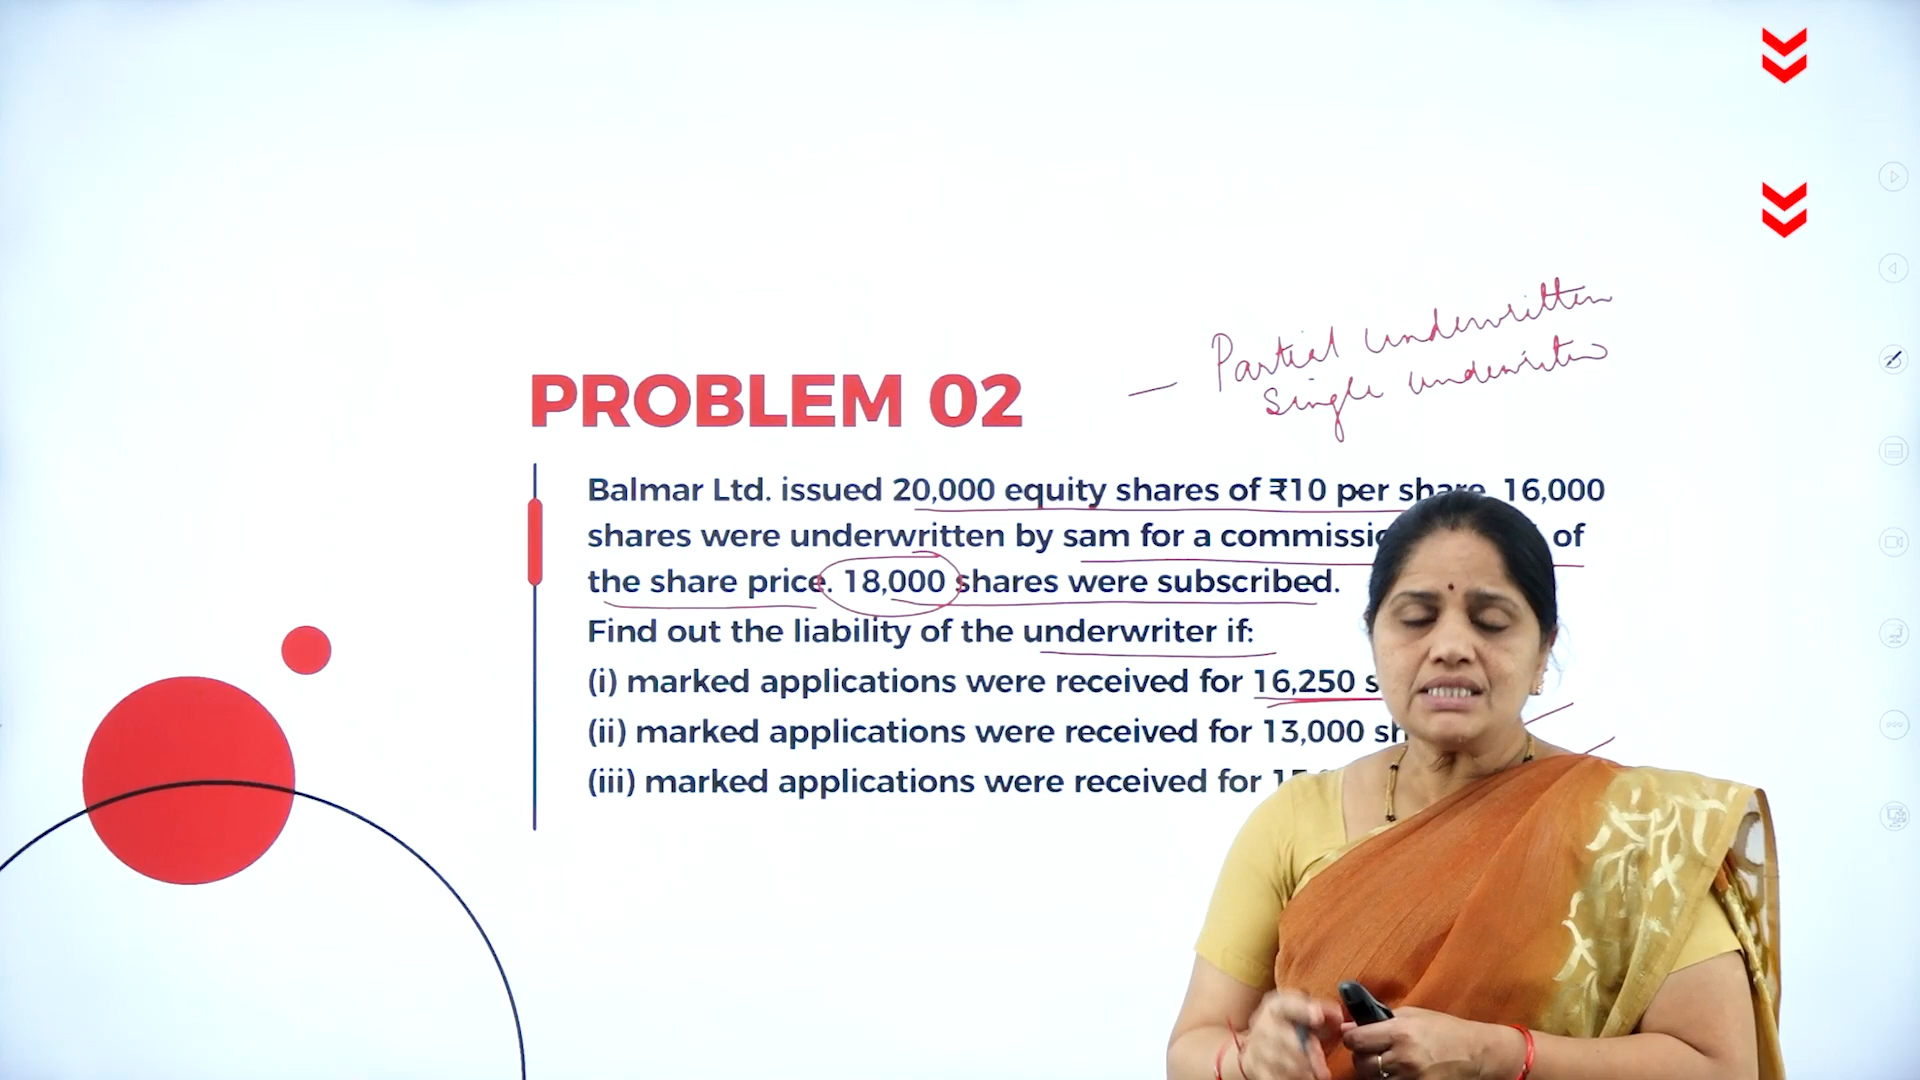 Partial underwritten
Single underwriter
PROBLEM 02
Balmar Ltd. issued 20,000 equity shares of ₹10 per share. 16,000
shares were underwritten by sam for a commission of
the share price. 18,000 shares were subscribed.
Find out the liability of the underwriter if:
(i) marked applications were received for 16,250
(ii) marked applications were received for 13,000
(iii) marked applications were received for